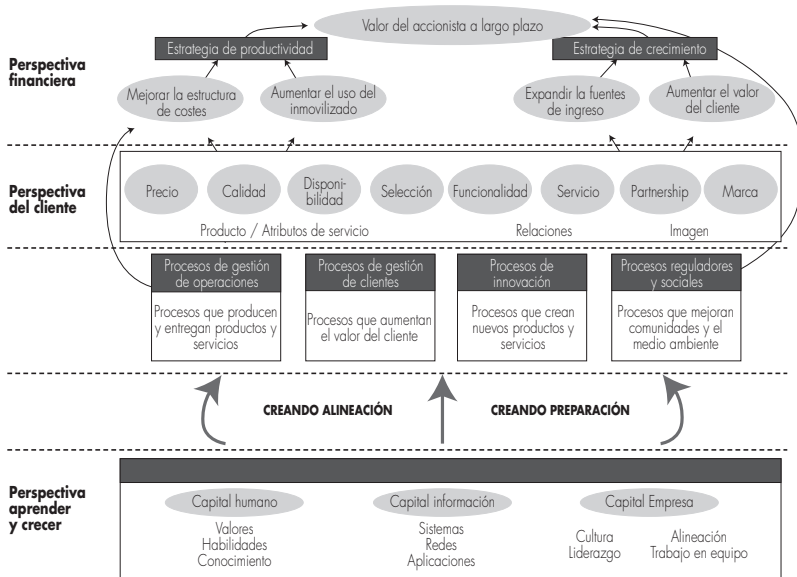 Valor del accionista a largo plazo
Estrategia de productividad
Estrategia de crecimiento
Perspectiva
financiera
Mejorar la estructura
de costes
Aumentar el uso del
inmovilizado
Expandir la fuentes
de ingreso
Aumentar el valor
del cliente
Perspectiva
del cliente
Precio
Calidad
Disponi-
bilidad
Selección
Funcionalidad
Servicio
Partnership
Marca
Producto / Atributos de servicio
Relaciones
Imagen
Procesos de gestión
de operaciones
Procesos que producen
y entregan productos y
servicios
Procesos de gestión
de clientes
Procesos que aumentan
el valor del cliente
Procesos de
innovación
Procesos que crean
nuevos productos y
servicios
Procesos reguladores
y sociales
Procesos que mejoran
comunidades y el
medio ambiente
CREANDO ALINEACIÓN
CREANDO PREPARACIÓN
Perspectiva
aprender
y crecer
Capital humano
Valores
Habilidades
Conocimiento
Capital información
Sistemas
Redes
Aplicaciones
Capital Empresa
Cultura
Liderazgo
Alineación
Trabajo en equipo